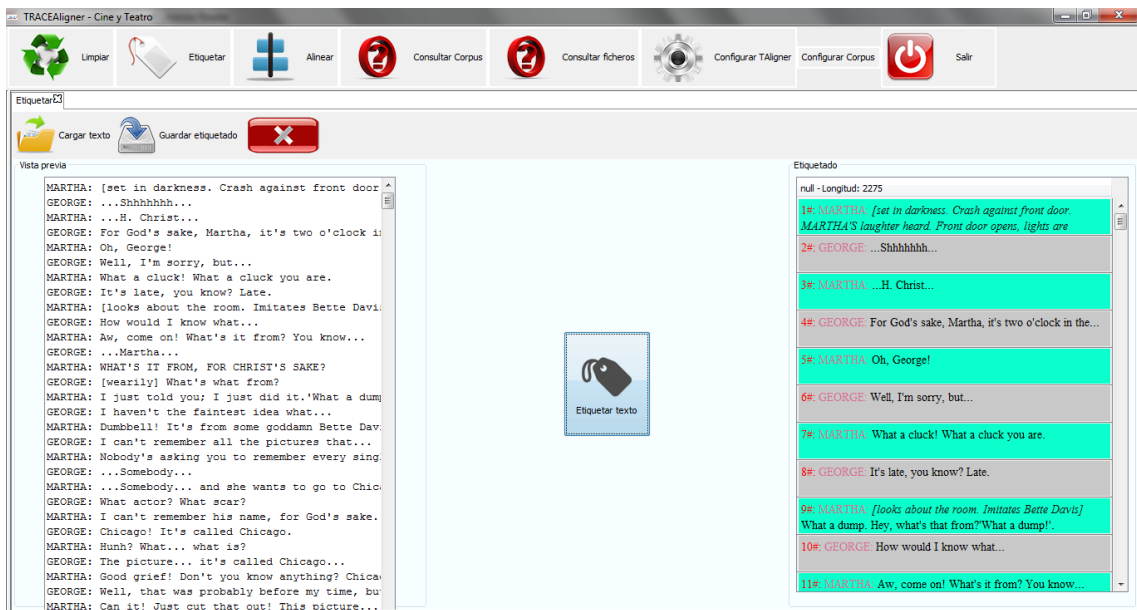 TRACEAligner - Cine y Teatro
Limpiar
Etiquetar
Alinear
Consultar Corpus
Consultar ficheros
Configurar TAligner
Configurar Corpus
Salir
Etiquetar
Cargar texto
Guardar etiquetado
Vista previa
MARTHA: [set in darkness. Crash against front door
GEORGE: ...Shhhhhhh...
MARTHA: ...H. Christ...
GEORGE: For God's sake, Martha, it's two o'clock i
MARTHA: Oh, George!
GEORGE: Well, I'm sorry, but...
MARTHA: What a cluck! What a cluck you are.
GEORGE: It's late, you know? Late.
MARTHA: [looks about the room. Imitates Bette Davi
GEORGE: How would I know what...
MARTHA: Aw, come on! What's it from? You know...
GEORGE: ...Martha...
MARTHA: WHAT'S IT FROM, FOR CHRIST'S SAKE?
GEORGE: [wearily] What's what from?
MARTHA: I just told you; I just did it.'What a dum
GEORGE: I haven't the faintest idea what...
MARTHA: Dumbbell! It's from some goddamn Bette Dav
GEORGE: I can't remember all the pictures that...
MARTHA: Nobody's asking you to remember every sing
GEORGE: ...Somebody...
MARTHA: ...Somebody... and she wants to go to Chic
GEORGE: What actor? What scar?
MARTHA: I can't remember his name, for God's sake.
GEORGE: Chicago! It's called Chicago.
MARTHA: Hunh? What... what is?
GEORGE: The picture... it's called Chicago...
MARTHA: Good grief! Don't you know anything? Chica
GEORGE: Well, that was probably before my time, bu
MARTHA: Can it! Just cut that out! This picture...
Etiquetar texto
Etiquetado
null - Longitud: 2275
1#: MARTHA: [set in darkness. Crash against front door.
MARTHA'S laughter heard. Front door opens, lights are
2#: GEORGE: ...Shhhhhhh...
3#: MARTHA: ...H. Christ...
4#: GEORGE: For God's sake, Martha, it's two o'clock in the...
5#: MARTHA: Oh, George!
6#: GEORGE: Well, I'm sorry, but...
7#: MARTHA: What a cluck! What a cluck you are.
8#: GEORGE: It's late, you know? Late.
9#: MARTHA: [looks about the room. Imitates Bette Davis]
What a dump. Hey, what's that from?'What a dump!'.
10#: GEORGE: How would I know what...
11#: MARTHA: Aw, come on! What's it from? You know...